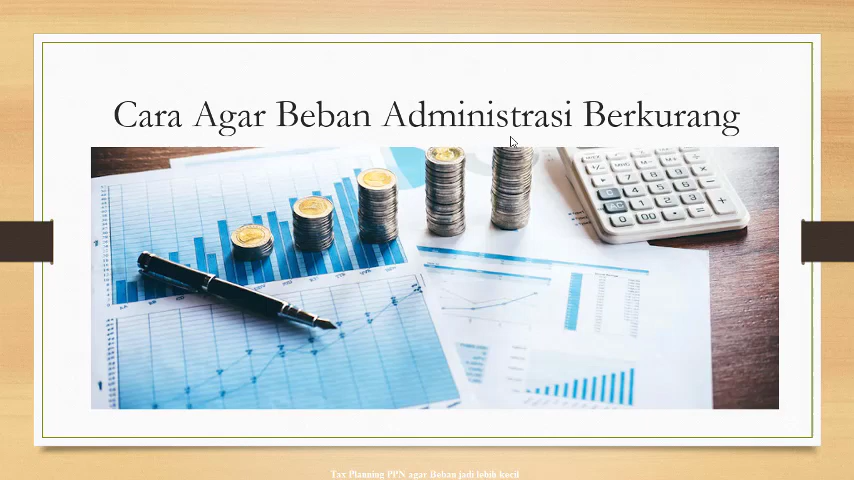 Cara Agar Beban Administrasi Berkurang
Tax Planning PPN agar Beban jadi lebih kecil